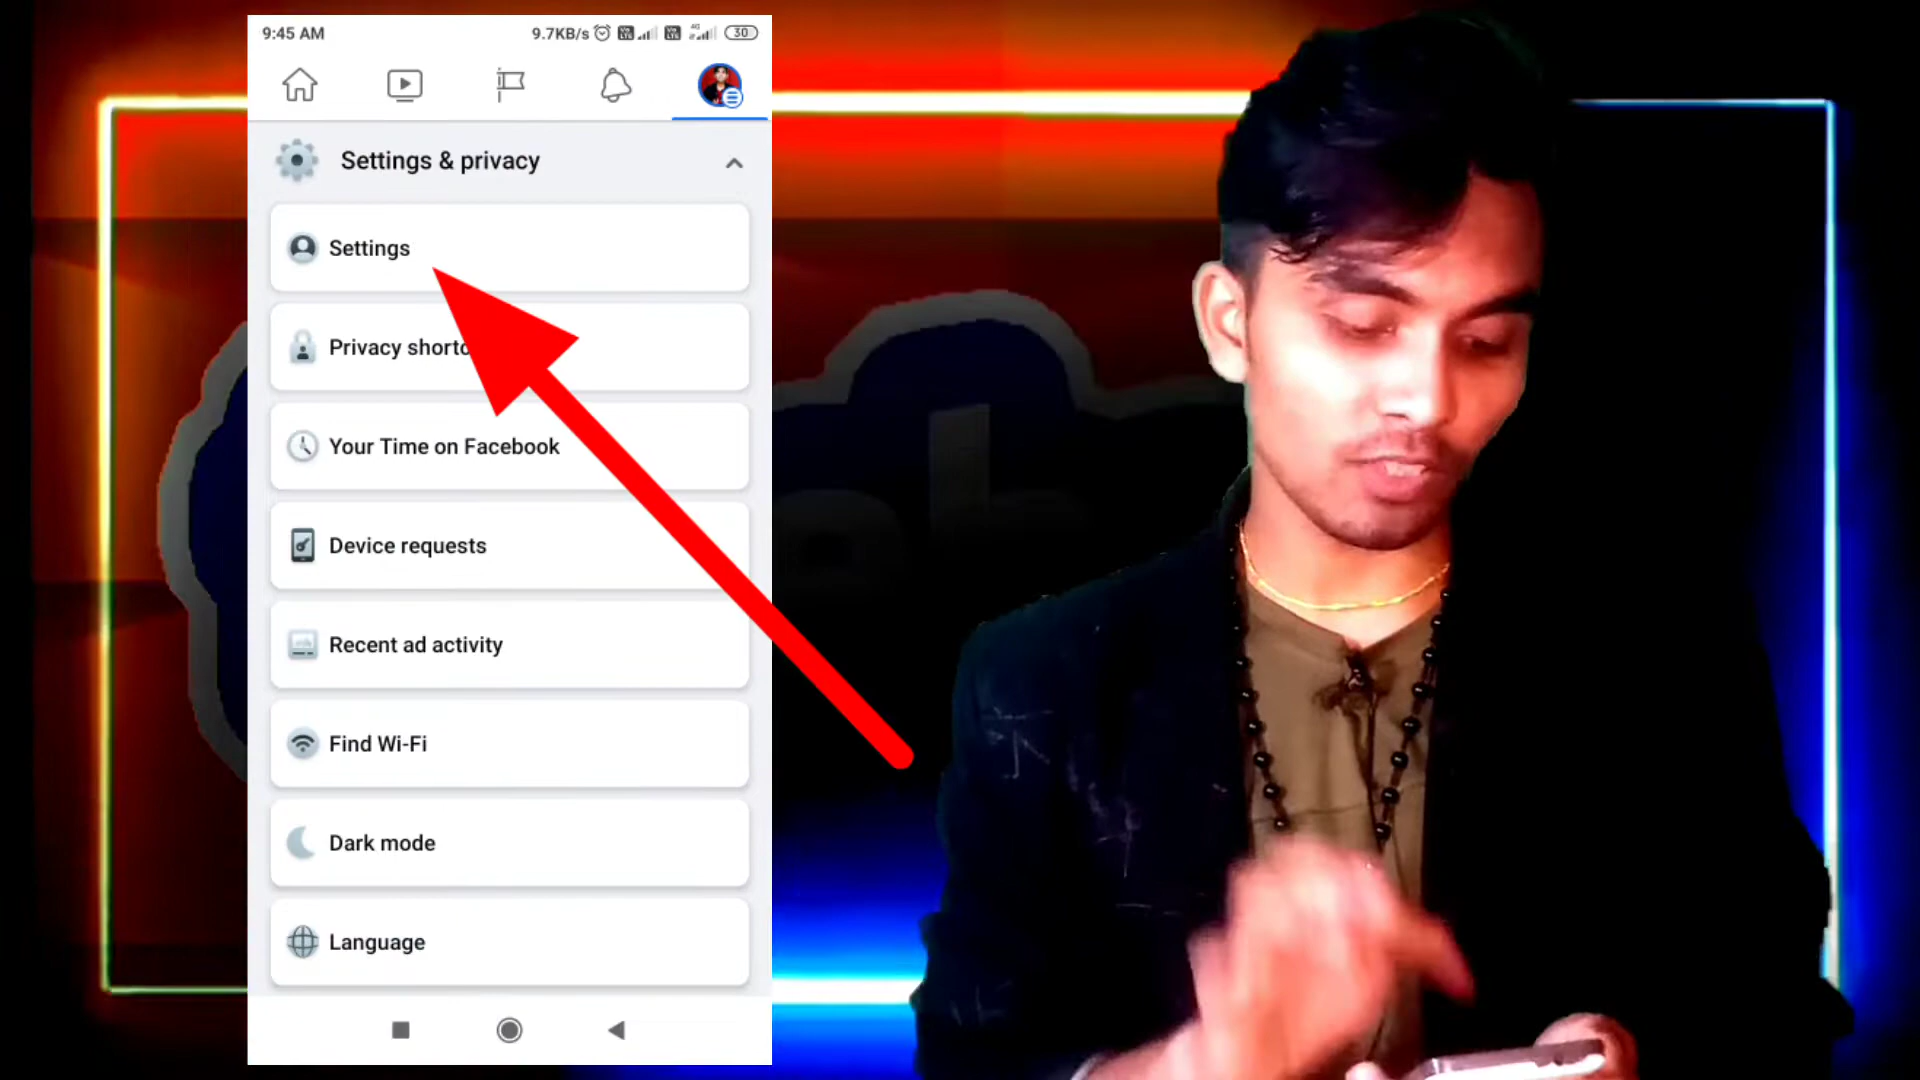 9:45 AM 9.7KB/s 4G 30
Settings & privacy
Settings
Privacy shortc
Your Time on Facebook
Device requests
Recent ad activity
Find Wi-Fi
Dark mode
Language